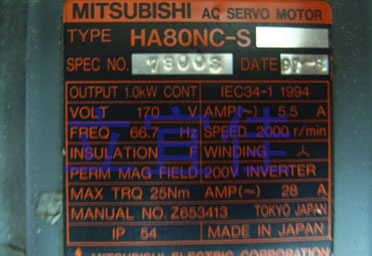 MITSUBISHI AC SERVO MOTOR
TYPE HA80NC-S
SPEC NO. DATE
OUTPUT 1.0kW CONT IEC34-1 1994
VOLT 170 V AMP(~) 5.5 A
FREQ 66.7 Hz SPEED 2000 r/min
INSULATION F WINDING 人
PERM MAG FIELD 200V INVERTER
MAX TRQ 25Nm AMP(~) 28 A
MANUAL NO. Z653413 TOKYO JAPAN
IP 54 MADE IN JAPAN
MITSUBISHI ELECTRIC CORPORATION